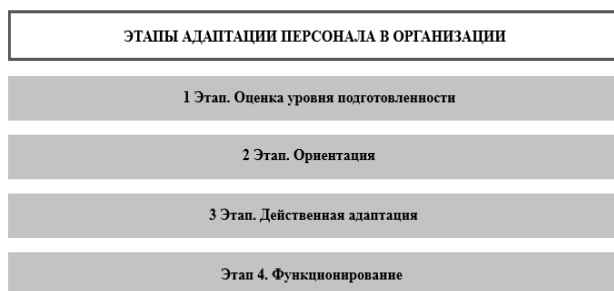 ЭТАПЫ АДАПТАЦИИ ПЕРСОНАЛА В ОРГАНИЗАЦИИ
1 Этап. Оценка уровня подготовленности
2 Этап. Ориентация
3 Этап. Действенная адаптация
Этап 4. Функционирование